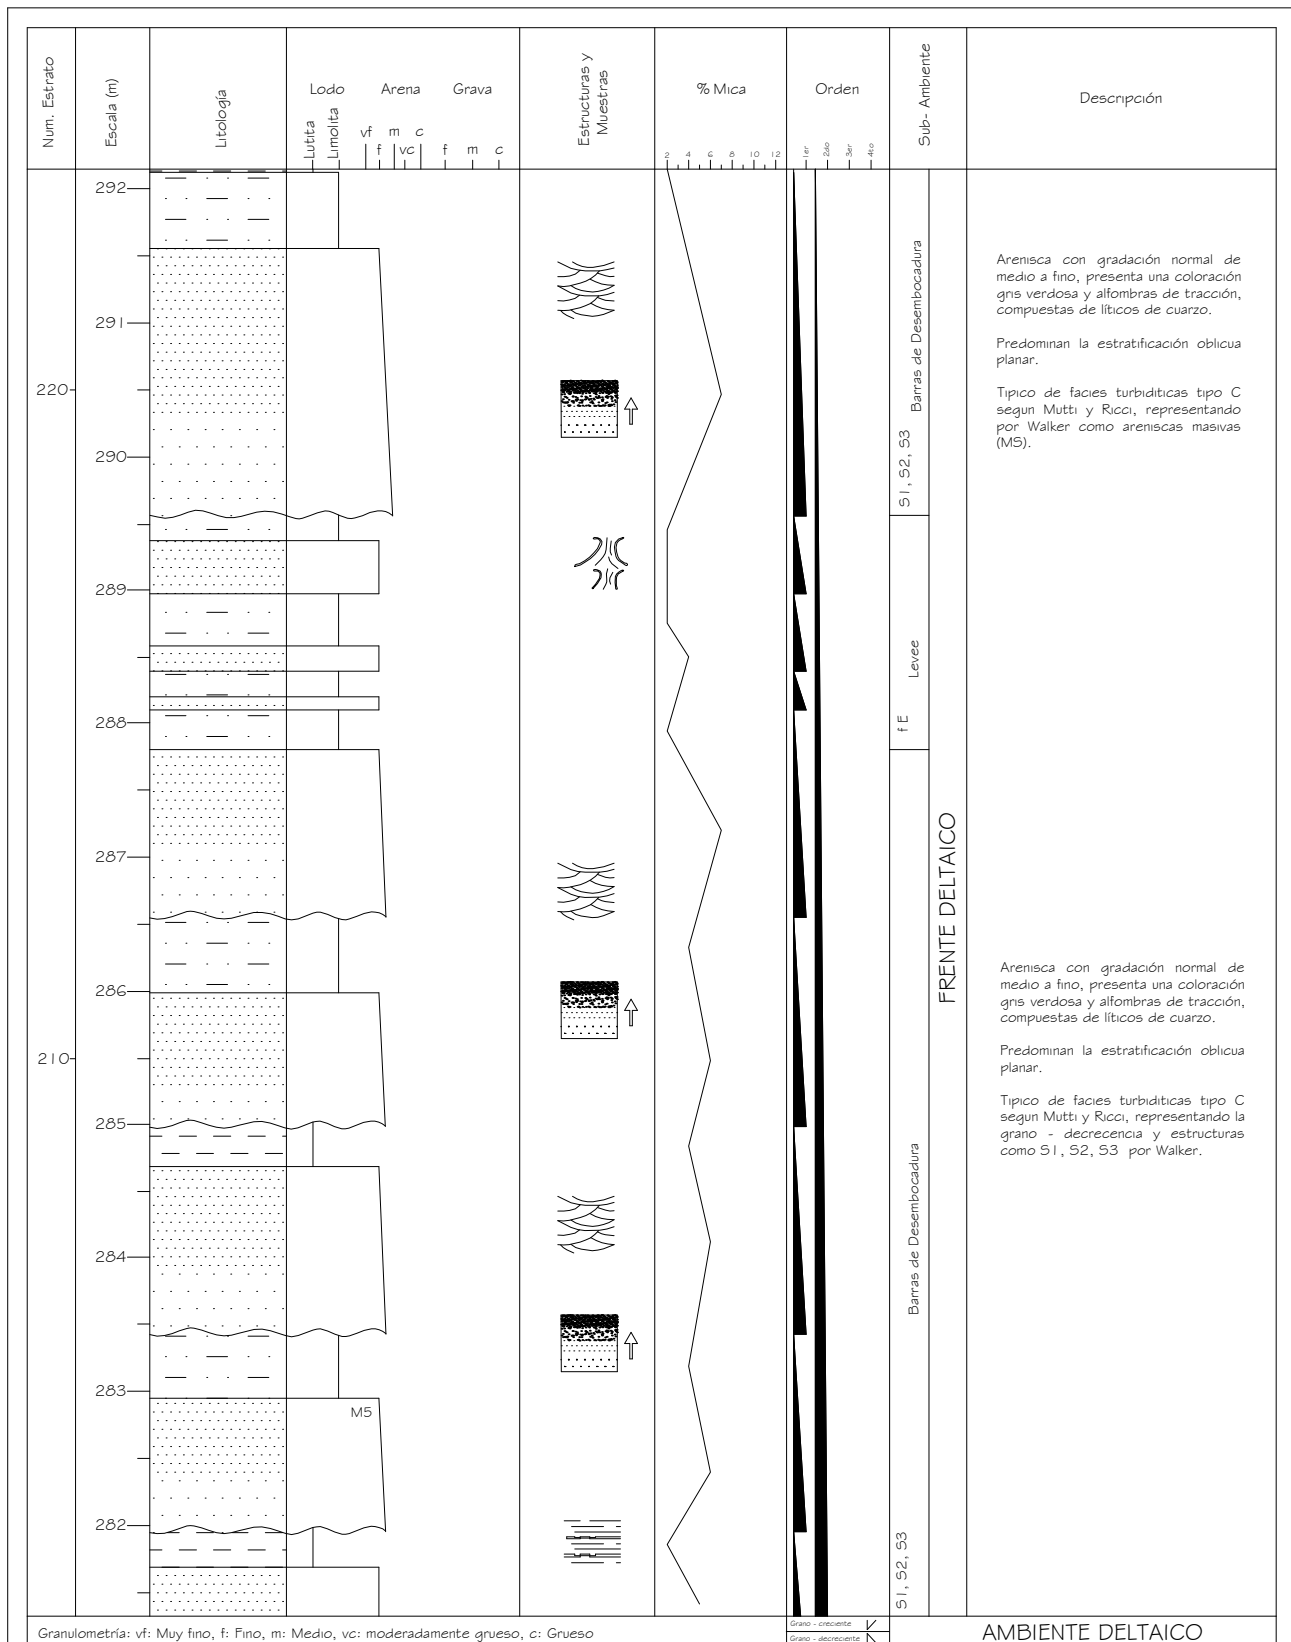 Num. Estrato
Escala (m)
Litología
Lodo
Arena
Grava
Lutita
Limolita
vf
f
m
vc
c
f
m
c
Estructuras y
Muestras
% Mica
2 4 6 8 10 12
Orden
1er
2do
3er
4to
Sub- Ambiente
Descripción
292
291
220
290
289
288
287
286
210
285
284
283
M5
282
Barras de Desembocadura
S1, S2, S3
Levee
f E
Barras de Desembocadura
S1, S2, S3
FRENTE DELTAICO
Arenisca con gradación normal de
medio a fino, presenta una coloración
gris verdosa y alfombras de tracción,
compuestas de líticos de cuarzo.
Predominan la estratificación oblicua
planar.
Tipico de facies turbiditicas tipo C
segun Mutti y Ricci, representando
por Walker como areniscas masivas
(MS).
Arenisca con gradación normal de
medio a fino, presenta una coloración
gris verdosa y alfombras de tracción,
compuestas de líticos de cuarzo.
Predominan la estratificación oblicua
planar.
Tipico de facies turbiditicas tipo C
segun Mutti y Ricci, representando la
grano - decrecencia y estructuras
como S1, S2, S3 por Walker.
Granulometría: vf: Muy fino, f: Fino, m: Medio, vc: moderadamente grueso, c: Grueso
Grano - creciente
Grano - decreciente
AMBIENTE DELTAICO